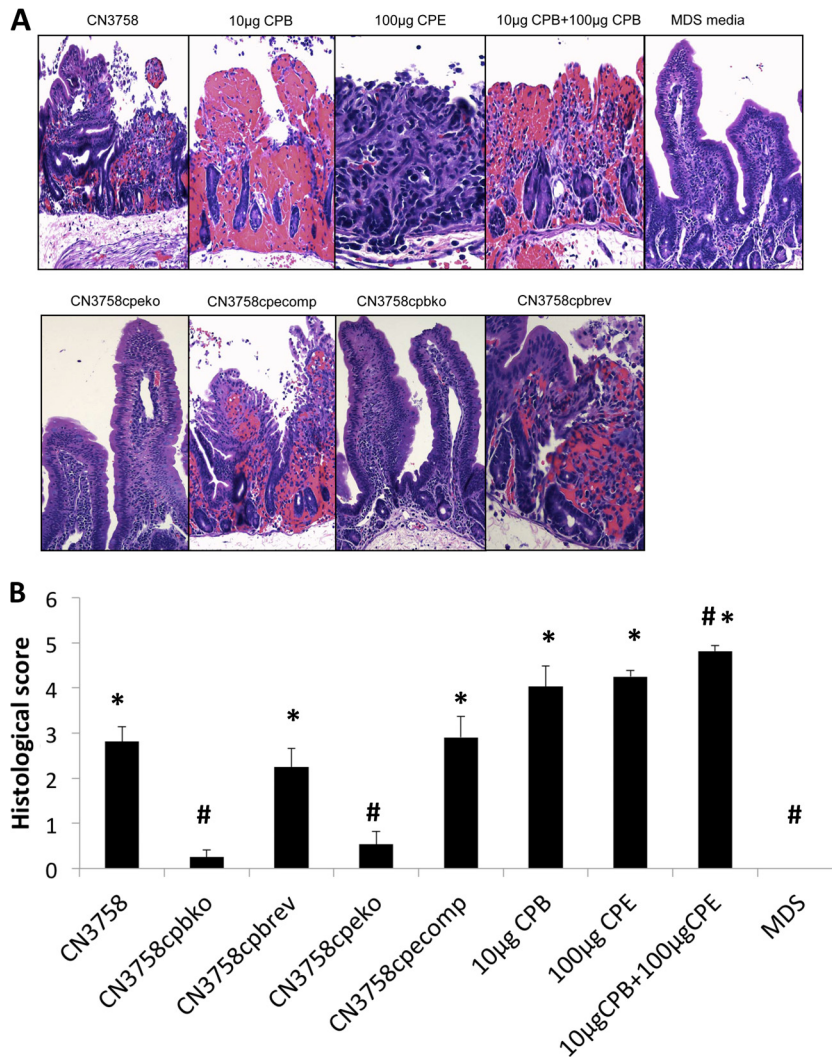 A
CN3758 10µg CPB 100µg CPE 10µg CPB+100µg CPB MDS media
CN3758cpeko CN3758cpecomp CN3758cpbko CN3758cpbrev
B
Histological score
6
5
4
3
2
1
0
* # * # * * * # * #
CN3758 CN3758cpbko CN3758cpbrev CN3758cpeko CN3758cpecomp 10µg CPB 100µg CPE 10µgCPB+100µgCPE MDS